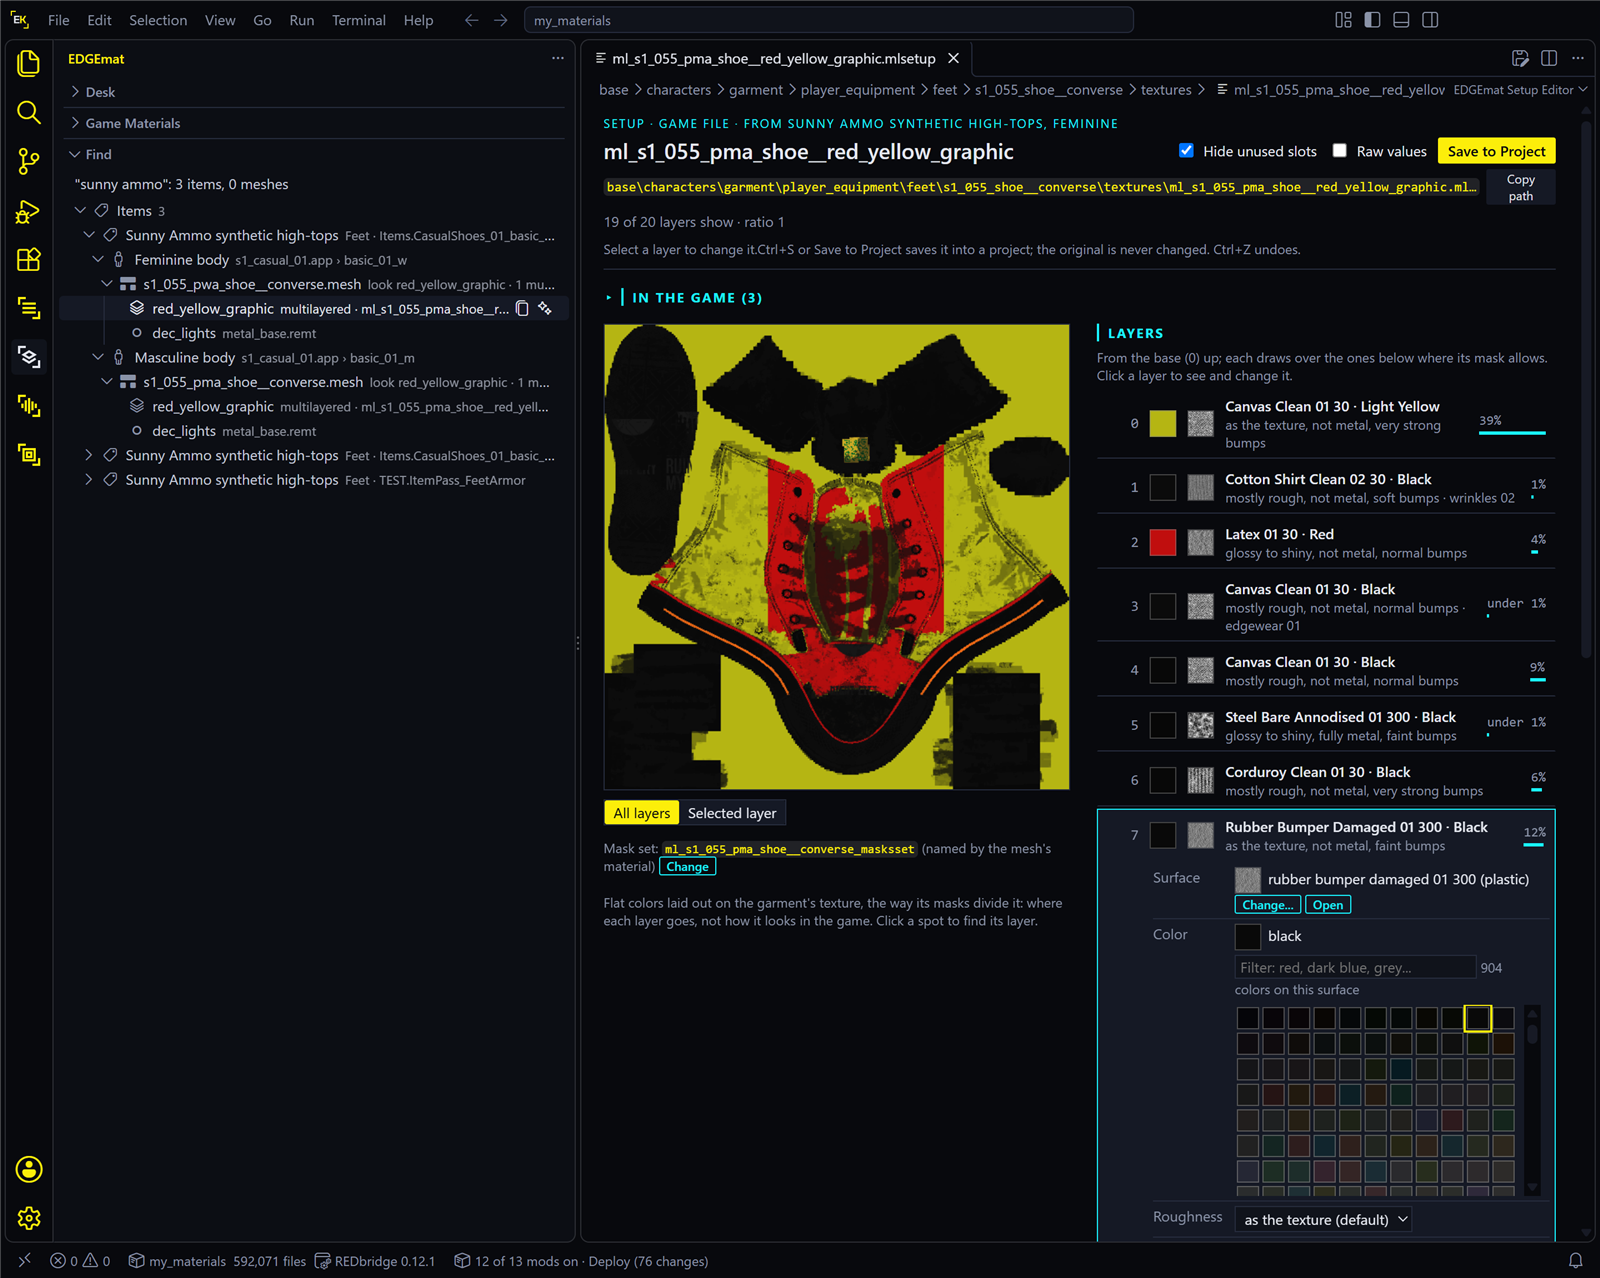 EK
File Edit Selection View Go Run Terminal Help
my_materials
EDGEmat
Desk
Game Materials
Find
"sunny ammo": 3 items, 0 meshes
Items 3
Sunny Ammo synthetic high-tops Feet · Items.CasualShoes_01_basic_...
Feminine body s1_casual_01.app › basic_01_w
s1_055_pwa_shoe__converse.mesh look red_yellow_graphic · 1 mu...
red_yellow_graphic multilayered · ml_s1_055_pma_shoe__r...
dec_lights metal_base.remt
Masculine body s1_casual_01.app › basic_01_m
s1_055_pma_shoe__converse.mesh look red_yellow_graphic · 1 m...
red_yellow_graphic multilayered · ml_s1_055_pma_shoe__red_yell...
dec_lights metal_base.remt
Sunny Ammo synthetic high-tops Feet · Items.CasualShoes_01_basic_...
Sunny Ammo synthetic high-tops Feet · TEST.ItemPass_FeetArmor
ml_s1_055_pma_shoe__red_yellow_graphic.mlsetup
base > characters > garment > player_equipment > feet > s1_055_shoe__converse > textures > ml_s1_055_pma_shoe__red_yellov EDGEmat Setup Editor
SETUP · GAME FILE · FROM SUNNY AMMO SYNTHETIC HIGH-TOPS, FEMININE
ml_s1_055_pma_shoe__red_yellow_graphic
Hide unused slots Raw values Save to Project
base\characters\garment\player_equipment\feet\s1_055_shoe__converse\textures\ml_s1_055_pma_shoe__red_yellow_graphic.ml…
Copy path
19 of 20 layers show · ratio 1
Select a layer to change it.Ctrl+S or Save to Project saves it into a project; the original is never changed. Ctrl+Z undoes.
IN THE GAME (3)
All layers Selected layer
Mask set: ml_s1_055_pma_shoe__converse_masksset (named by the mesh's
material) Change
Flat colors laid out on the garment's texture, the way its masks divide it: where
each layer goes, not how it looks in the game. Click a spot to find its layer.
LAYERS
From the base (0) up; each draws over the ones below where its mask allows.
Click a layer to see and change it.
0 Canvas Clean 01 30 · Light Yellow 39%
as the texture, not metal, very strong
bumps
1 Cotton Shirt Clean 02 30 · Black 1%
mostly rough, not metal, soft bumps · wrinkles 02
2 Latex 01 30 · Red 4%
glossy to shiny, not metal, normal bumps
3 Canvas Clean 01 30 · Black under 1%
mostly rough, not metal, normal bumps ·
edgewear 01
4 Canvas Clean 01 30 · Black 9%
mostly rough, not metal, normal bumps
5 Steel Bare Annodised 01 300 · Black under 1%
glossy to shiny, fully metal, faint bumps
6 Corduroy Clean 01 30 · Black 6%
mostly rough, not metal, very strong bumps
7 Rubber Bumper Damaged 01 300 · Black 12%
as the texture, not metal, faint bumps
Surface rubber bumper damaged 01 300 (plastic)
Change... Open
Color black
Filter: red, dark blue, grey... 904
colors on this surface
Roughness as the texture (default)
0 0 my_materials 592,071 files REDbridge 0.12.1 12 of 13 mods on · Deploy (76 changes)